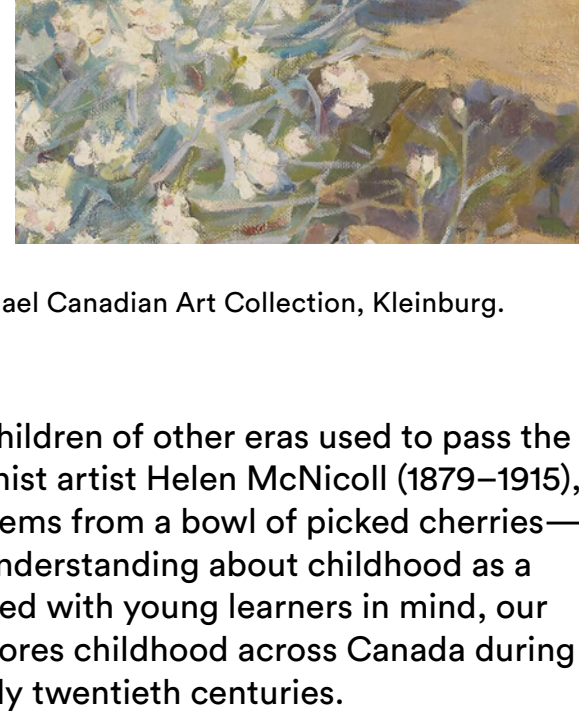 ael Canadian Art Collection, Kleinburg.
hildren of other eras used to pass the
nist artist Helen McNicoll (1879–1915),
ems from a bowl of picked cherries—
nderstanding about childhood as a
ed with young learners in mind, our
ores childhood across Canada during
ly twentieth centuries.